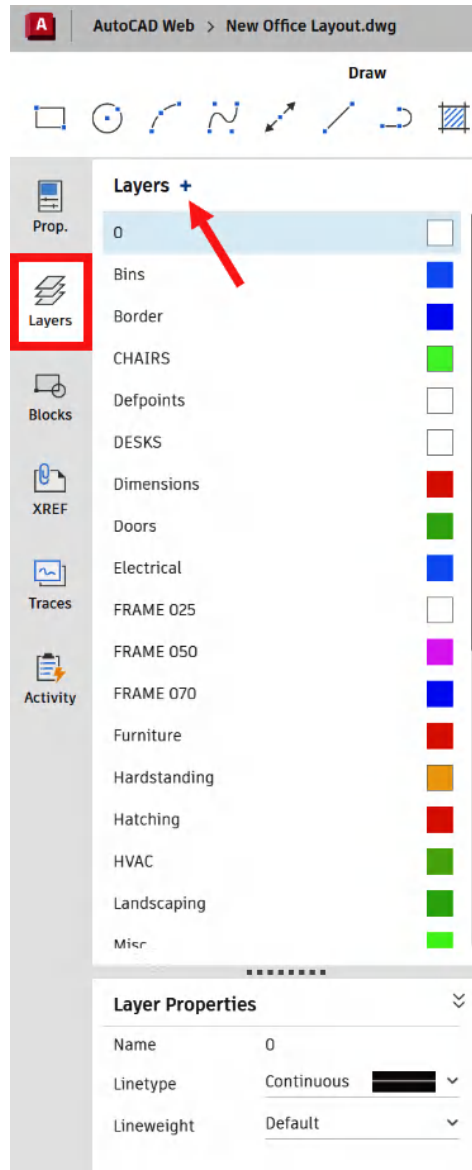 A AutoCAD Web > New Office Layout.dwg
Draw
Layers +
Prop.
0
Bins
Layers
Border
CHAIRS
Blocks
Defpoints
DESKS
XREF
Dimensions
Doors
Electrical
Traces
FRAME 025
FRAME 050
Activity
FRAME 070
Furniture
Hardstanding
Hatching
HVAC
Landscaping
Misc
Layer Properties
Name 0
Linetype Continuous
Lineweight Default